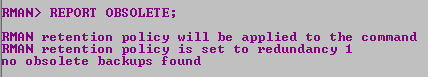 RMAN> REPORT OBSOLETE;
RMAN retention policy will be applied to the command
RMAN retention policy is set to redundancy 1
no obsolete backups found